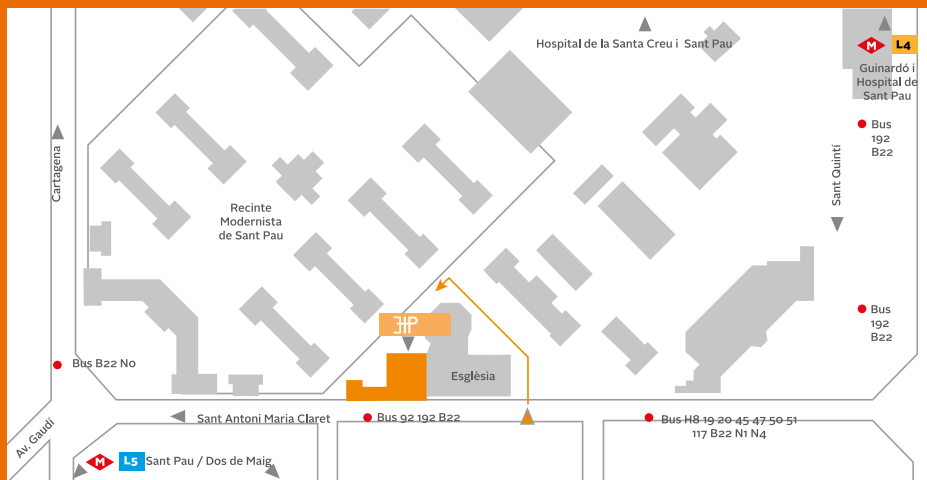 Hospital de la Santa Creu i Sant Pau
M L4
Guinardó i
Hospital de
Sant Pau
Bus
192
B22
Cartagena
Sant Quintí
Recinte
Modernista
de Sant Pau
Bus
192
B22
Bus B22 N0
Esglèsia
Sant Antoni Maria Claret
Bus 92 192 B22
Bus H8 19 20 45 47 50 51
117 B22 N1 N4
Av. Gaudí
M L5 Sant Pau / Dos de Maig